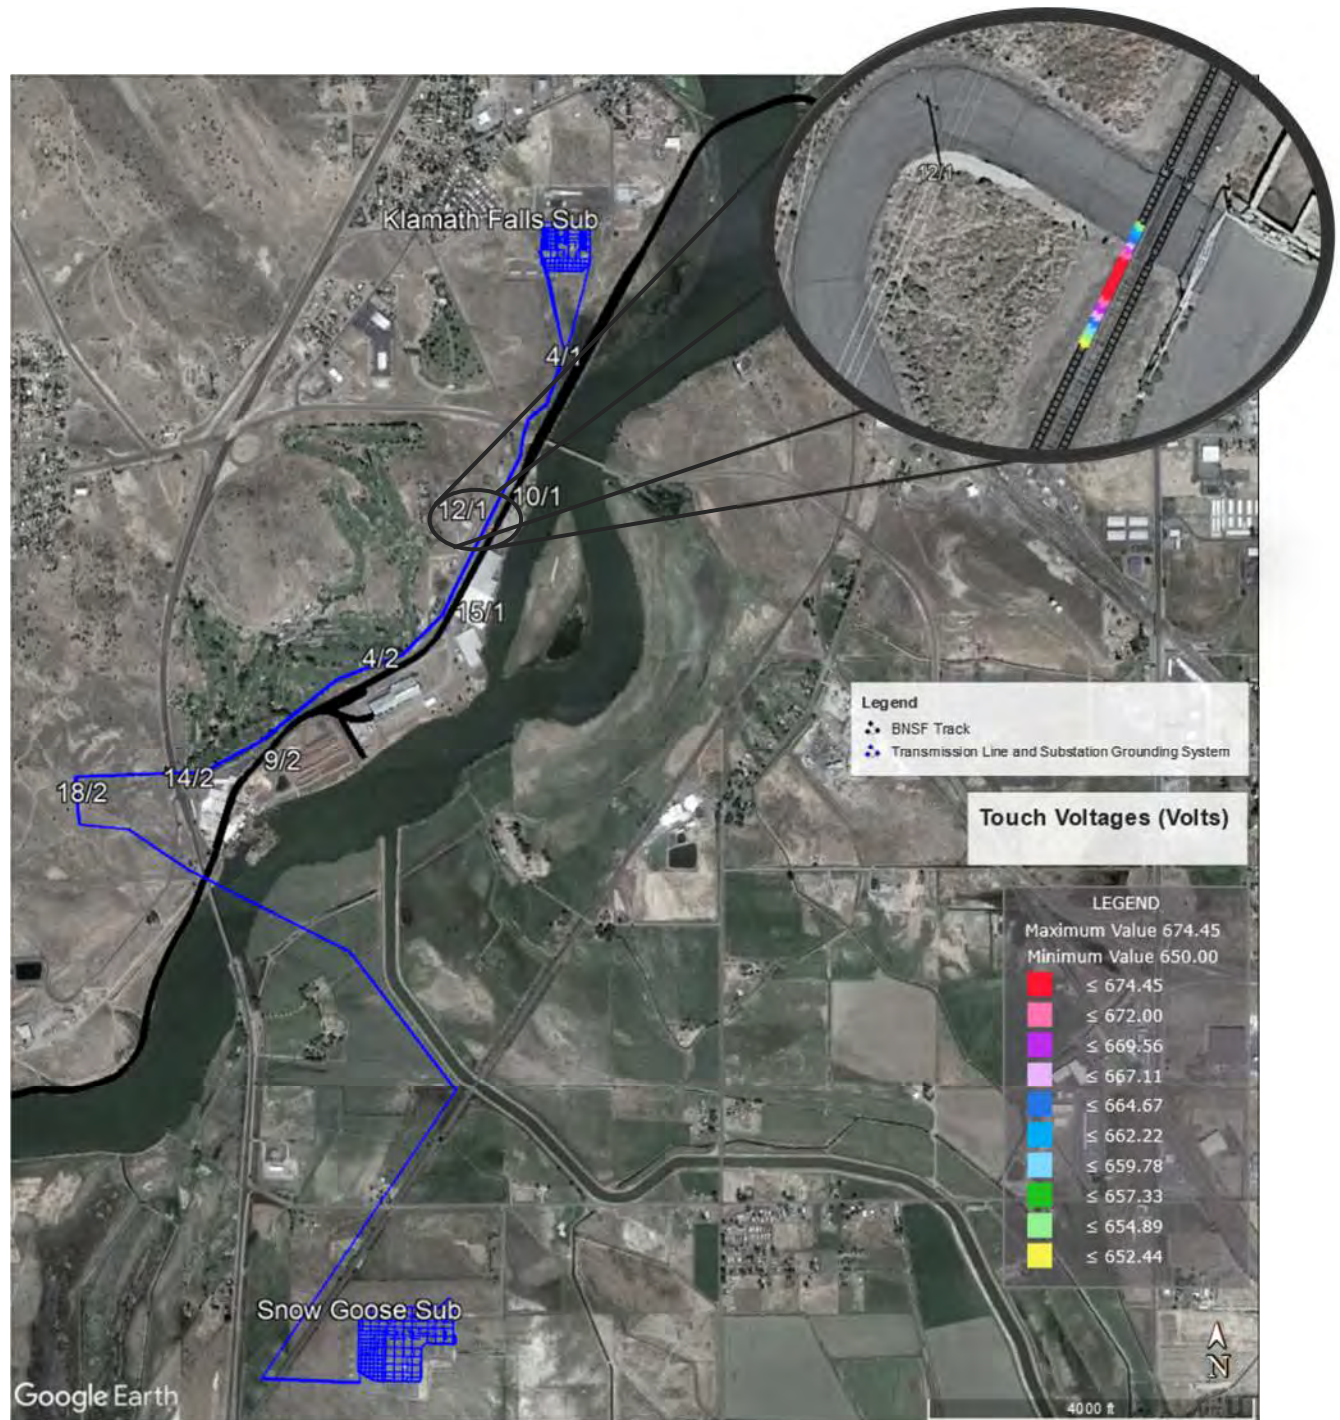 12/1
Klamath Falls Sub
4/1
12/1
10/1
15/1
4/2
9/2
14/2
18/2
Legend
BNSF Track
Transmission Line and Substation Grounding System
Touch Voltages (Volts)
LEGEND
Maximum Value 674.45
Minimum Value 650.00
≤ 674.45
≤ 672.00
≤ 669.56
≤ 667.11
≤ 664.67
≤ 662.22
≤ 659.78
≤ 657.33
≤ 654.89
≤ 652.44
Snow Goose Sub
N
Google Earth
4000 ft